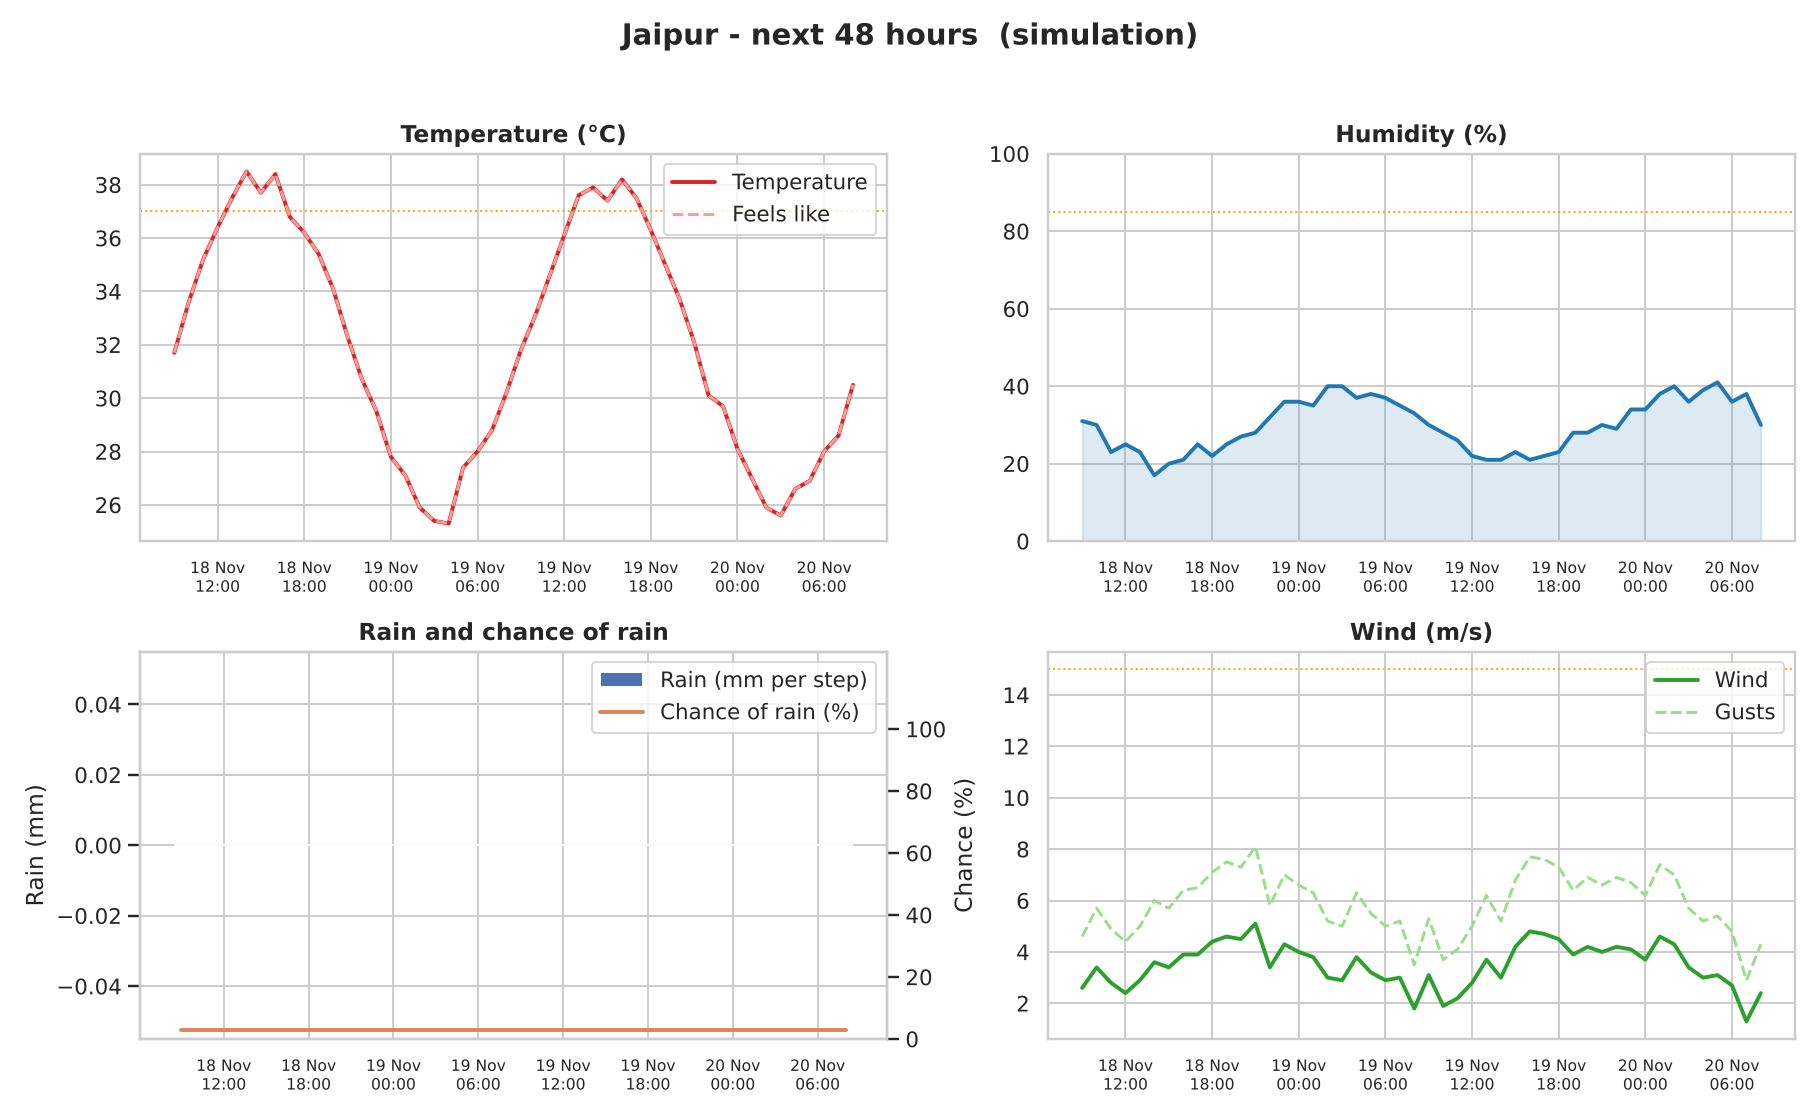 Jaipur - next 48 hours  (simulation)
Temperature (°C)
38
36
34
32
30
28
26
Temperature
Feels like
18 Nov 18 Nov 19 Nov 19 Nov 19 Nov 19 Nov 20 Nov 20 Nov
12:00 18:00 00:00 06:00 12:00 18:00 00:00 06:00
Humidity (%)
100
80
60
40
20
0
18 Nov 18 Nov 19 Nov 19 Nov 19 Nov 19 Nov 20 Nov 20 Nov
12:00 18:00 00:00 06:00 12:00 18:00 00:00 06:00
Rain and chance of rain
Rain (mm)
0.04
0.02
0.00
−0.02
−0.04
Rain (mm per step)
Chance of rain (%)
100
80
60
40
20
0
Chance (%)
18 Nov 18 Nov 19 Nov 19 Nov 19 Nov 19 Nov 20 Nov 20 Nov
12:00 18:00 00:00 06:00 12:00 18:00 00:00 06:00
Wind (m/s)
14
12
10
8
6
4
2
Wind
Gusts
18 Nov 18 Nov 19 Nov 19 Nov 19 Nov 19 Nov 20 Nov 20 Nov
12:00 18:00 00:00 06:00 12:00 18:00 00:00 06:00